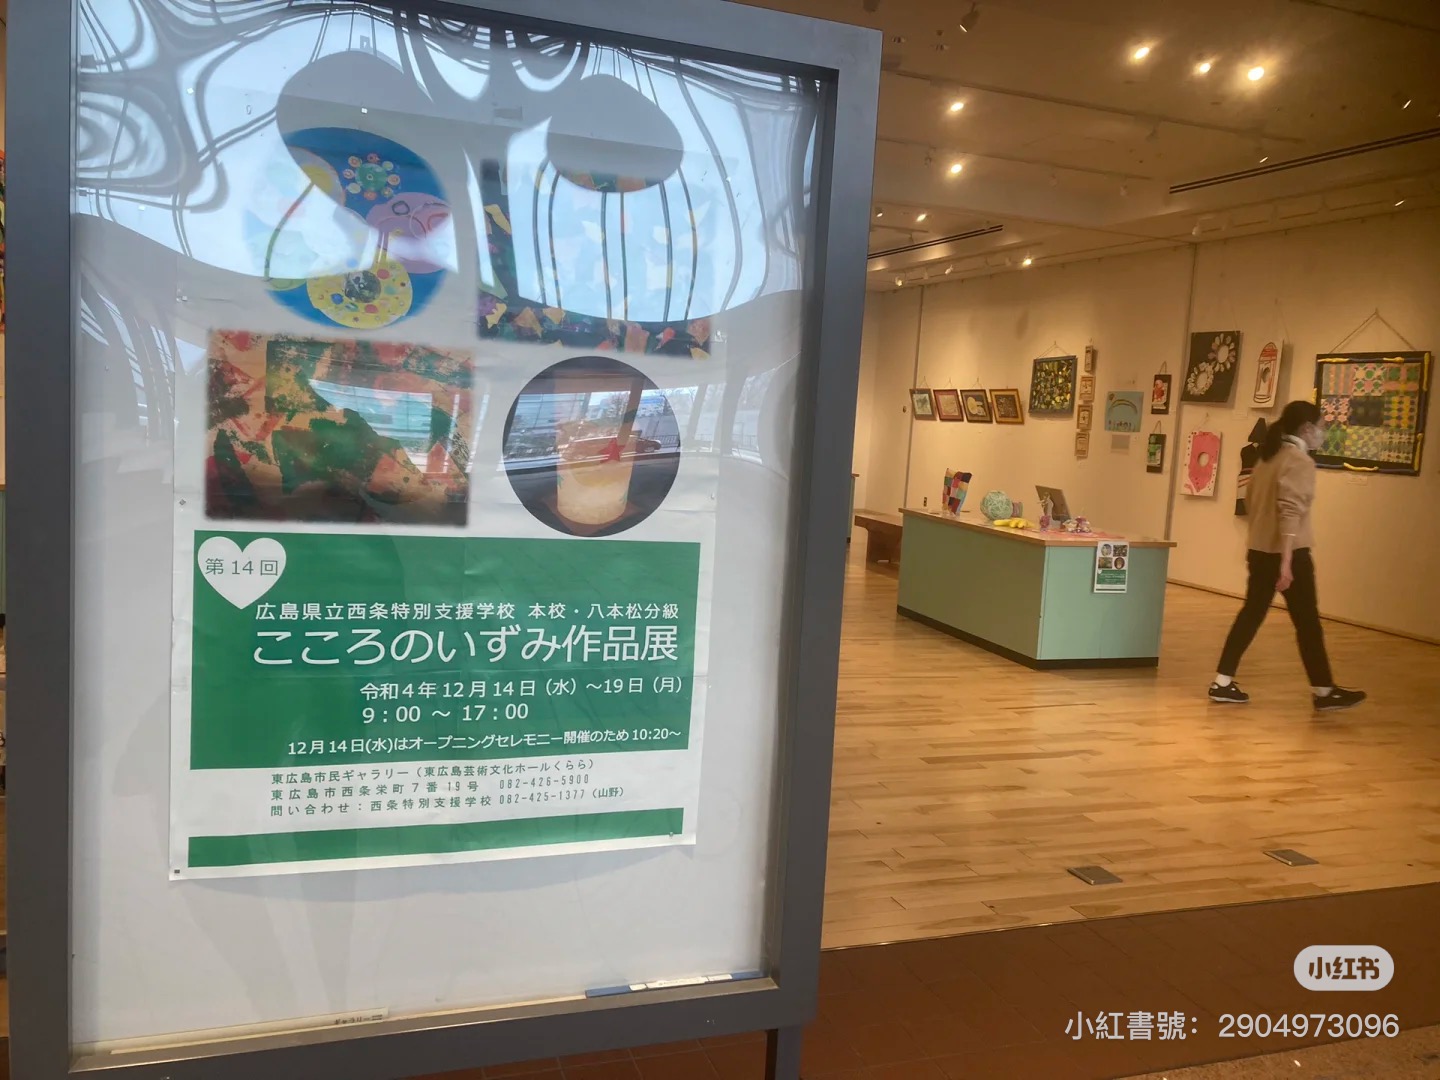 第14回
広島県立西条特別支援学校 本校・八本松分級
こころのいずみ作品展
令和4年12月14日（水）～19日（月）
9：00 ～ 17：00
12月14日(水)はオープニングセレモニー開催のため10:20～
東広島市民ギャラリー（東広島芸術文化ホールくらら）
東広島市西条栄町7番19号 082-426-5900
問い合わせ：西条特別支援学校 082-425-1377（山野）
小红书
小紅書號：2904973096